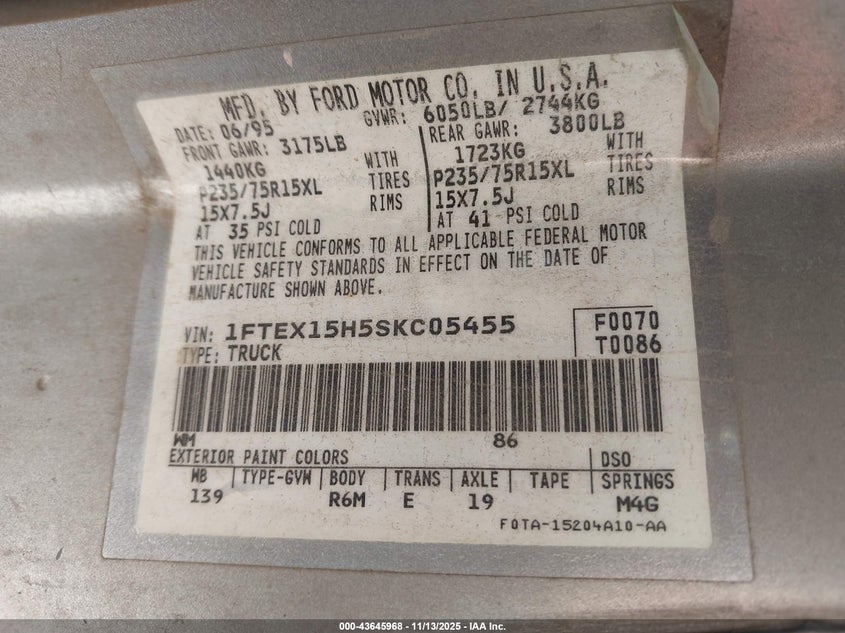 MFD. BY FORD MOTOR CO. IN U.S.A.
DATE: 06/95 GVWR: 6050LB/ 2744KG
FRONT GAWR: 3175LB REAR GAWR: 3800LB
1440KG WITH 1723KG WITH
P235/75R15XL TIRES P235/75R15XL TIRES
15X7.5J RIMS 15X7.5J RIMS
AT 35 PSI COLD AT 41 PSI COLD
THIS VEHICLE CONFORMS TO ALL APPLICABLE FEDERAL MOTOR
VEHICLE SAFETY STANDARDS IN EFFECT ON THE DATE OF
MANUFACTURE SHOWN ABOVE.
VIN: 1FTEX15H5SKC05455 F0070
TYPE: TRUCK T0086
WM 86
EXTERIOR PAINT COLORS DSO
WB TYPE-GVW BODY TRANS AXLE TAPE SPRINGS
139 R6M E 19 M4G
F0TA-15204A10-AA
000-43645968 - 11/13/2025 - IAA Inc.